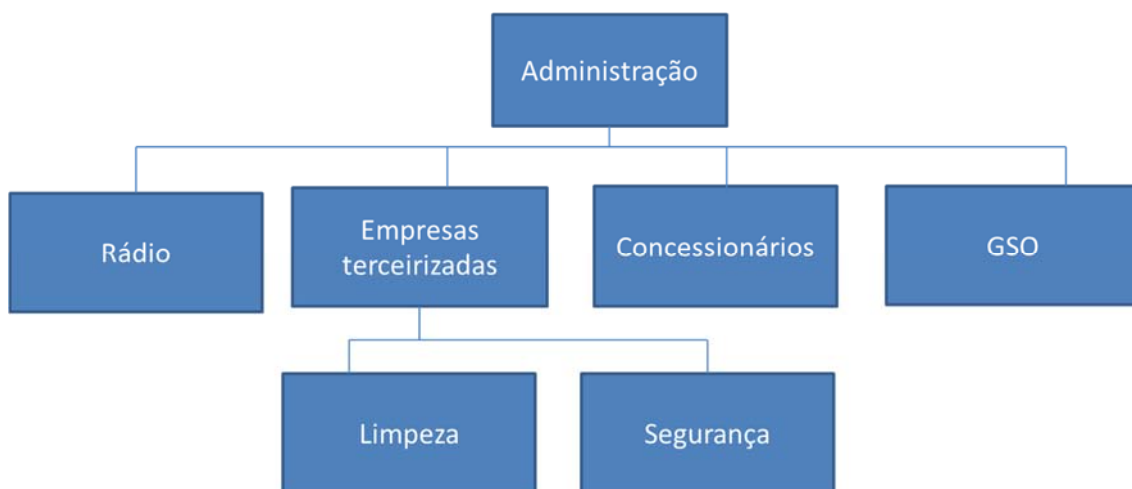 Administração
Rádio
Empresas
terceirizadas
Concessionários
GSO
Limpeza
Segurança